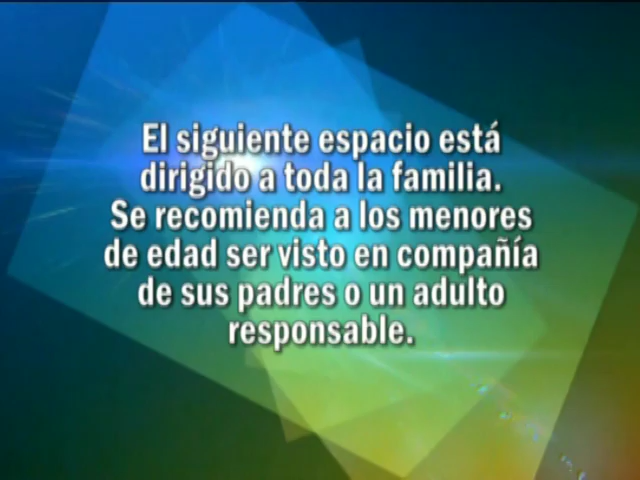 El siguiente espacio está
dirigido a toda la familia.
Se recomienda a los menores
de edad ser visto en compañía
de sus padres o un adulto
responsable.